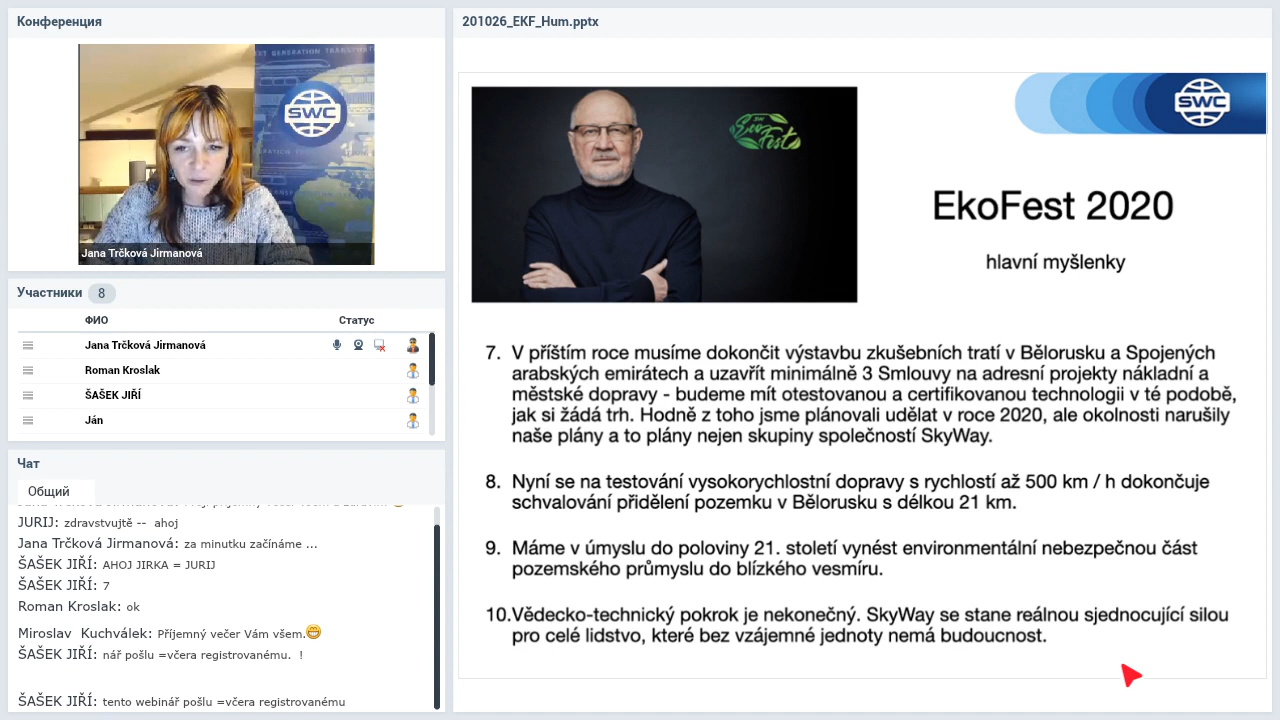 Конференция
NEXT GENERATION TRANSPORT
SWC
Jana Trčková Jirmanová
Участники 8
ФИО Статус
Jana Trčková Jirmanová
Roman Kroslak
ŠAŠEK JIŘÍ
Ján
Чат
Общий
JURIJ: zdravstvujtě -- ahoj
Jana Trčková Jirmanová: za minutku začínáme ...
ŠAŠEK JIŘÍ: AHOJ JIRKA = JURIJ
ŠAŠEK JIŘÍ: 7
Roman Kroslak: ok
Miroslav Kuchválek: Příjemný večer Vám všem.😁
ŠAŠEK JIŘÍ: nář pošlu =včera registrovanému. !
ŠAŠEK JIŘÍ: tento webinář pošlu =včera registrovanému
201026_EKF_Hum.pptx
SW
EcoFest
SWC
EkoFest 2020
hlavní myšlenky
7. V příštím roce musíme dokončit výstavbu zkušebních tratí v Bělorusku a Spojených
arabských emirátech a uzavřít minimálně 3 Smlouvy na adresní projekty nákladní a
městské dopravy - budeme mít otestovanou a certifikovanou technologii v té podobě,
jak si žádá trh. Hodně z toho jsme plánovali udělat v roce 2020, ale okolnosti narušily
naše plány a to plány nejen skupiny společností SkyWay.
8. Nyní se na testování vysokorychlostní dopravy s rychlostí až 500 km / h dokončuje
schvalování přidělení pozemku v Bělorusku s délkou 21 km.
9. Máme v úmyslu do poloviny 21. století vynést environmentální nebezpečnou část
pozemského průmyslu do blízkého vesmíru.
10.Vědecko-technický pokrok je nekonečný. SkyWay se stane reálnou sjednocující silou
pro celé lidstvo, které bez vzájemné jednoty nemá budoucnost.